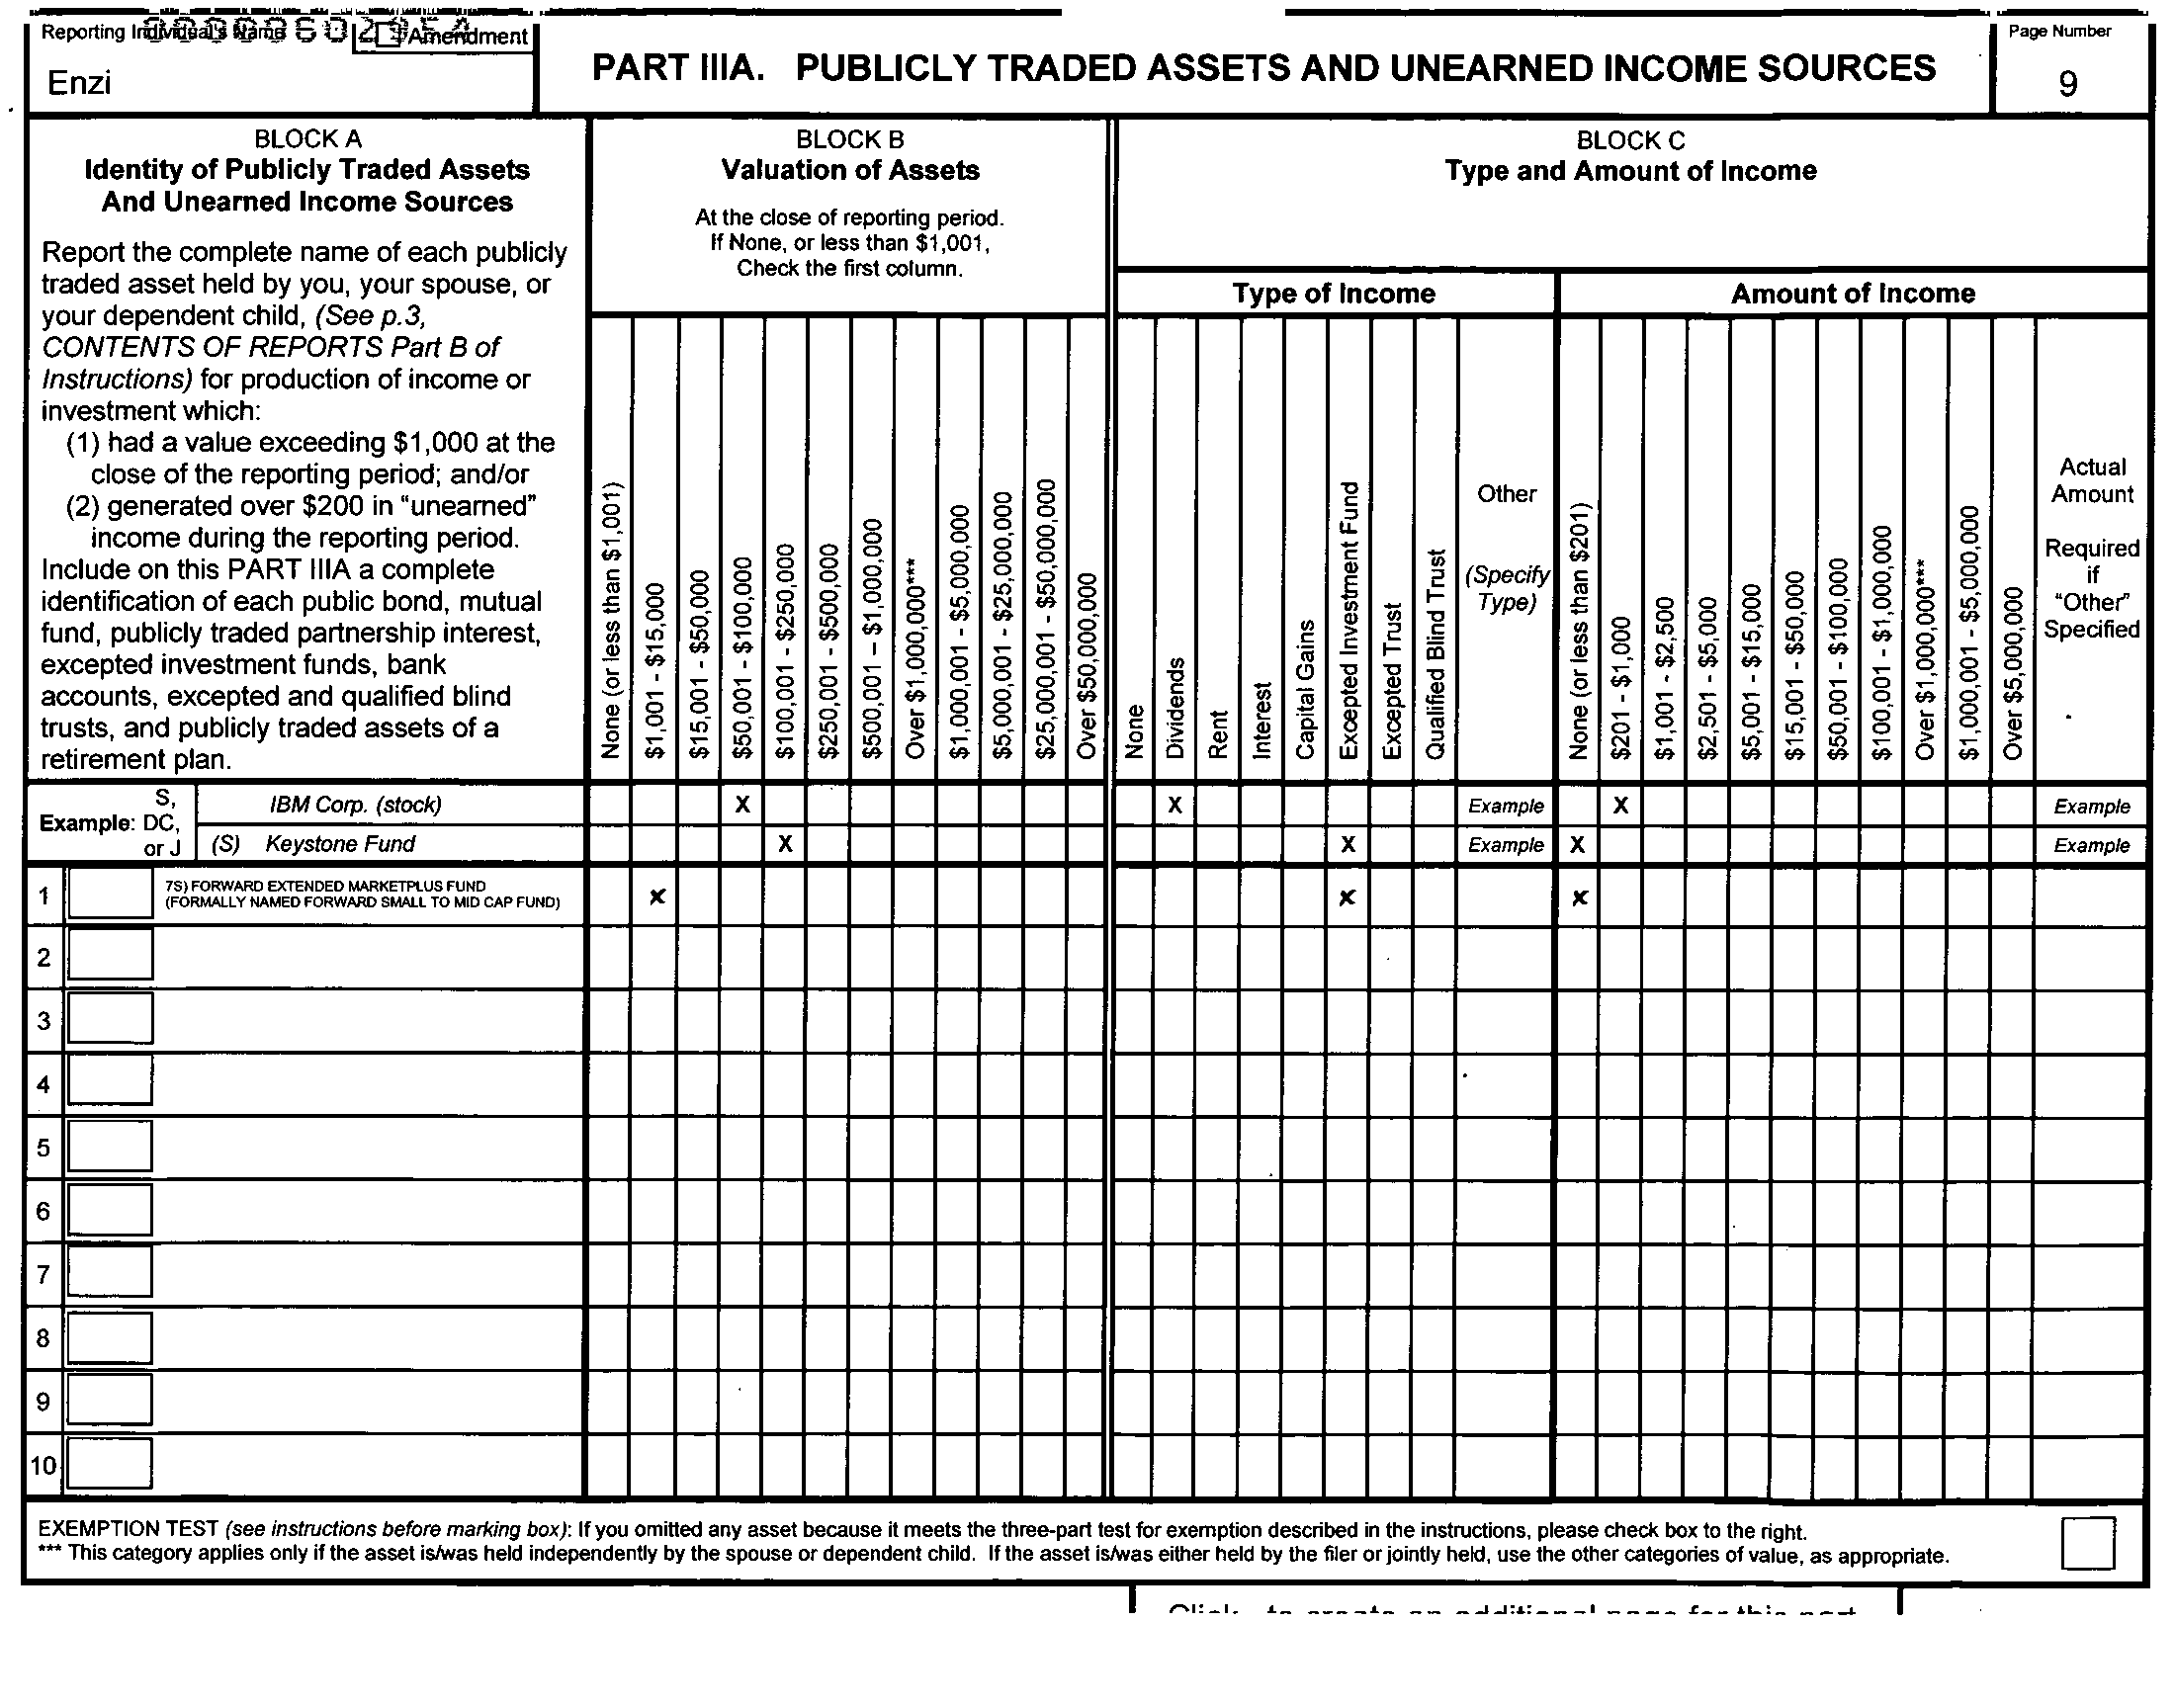 Reporting Individual's Name
Amendment
Enzi
PART IIIA. PUBLICLY TRADED ASSETS AND UNEARNED INCOME SOURCES
Page Number
9
BLOCK A
Identity of Publicly Traded Assets
And Unearned Income Sources
Report the complete name of each publicly
traded asset held by you, your spouse, or
your dependent child, (See p.3,
CONTENTS OF REPORTS Part B of
Instructions) for production of income or
investment which:
(1) had a value exceeding $1,000 at the
close of the reporting period; and/or
(2) generated over $200 in "unearned"
income during the reporting period.
Include on this PART IIIA a complete
identification of each public bond, mutual
fund, publicly traded partnership interest,
excepted investment funds, bank
accounts, excepted and qualified blind
trusts, and publicly traded assets of a
retirement plan.
BLOCK B
Valuation of Assets
At the close of reporting period.
If None, or less than $1,001,
Check the first column.
None (or less than $1,001)
$1,001 - $15,000
$15,001 - $50,000
$50,001 - $100,000
$100,001 - $250,000
$250,001 - $500,000
$500,001 – $1,000,000
Over $1,000,000***
$1,000,001 - $5,000,000
$5,000,001 - $25,000,000
$25,000,001 - $50,000,000
Over $50,000,000
BLOCK C
Type and Amount of Income
Type of Income
None
Dividends
Rent
Interest
Capital Gains
Excepted Investment Fund
Excepted Trust
Qualified Blind Trust
Other
(Specify
Type)
Amount of Income
None (or less than $201)
$201 - $1,000
$1,001 - $2,500
$2,501 - $5,000
$5,001 - $15,000
$15,001 - $50,000
$50,001 - $100,000
$100,001 - $1,000,000
Over $1,000,000***
$1,000,001 - $5,000,000
Over $5,000,000
Actual
Amount
Required
if
"Other"
Specified
Example: S, DC, or J
IBM Corp. (stock) X X Example X Example
(S) Keystone Fund X X Example X Example
1 7S) FORWARD EXTENDED MARKETPLUS FUND
(FORMALLY NAMED FORWARD SMALL TO MID CAP FUND) X X X
2
3
4
5
6
7
8
9
10
EXEMPTION TEST (see instructions before marking box): If you omitted any asset because it meets the three-part test for exemption described in the instructions, please check box to the right.
*** This category applies only if the asset is/was held independently by the spouse or dependent child. If the asset is/was either held by the filer or jointly held, use the other categories of value, as appropriate.